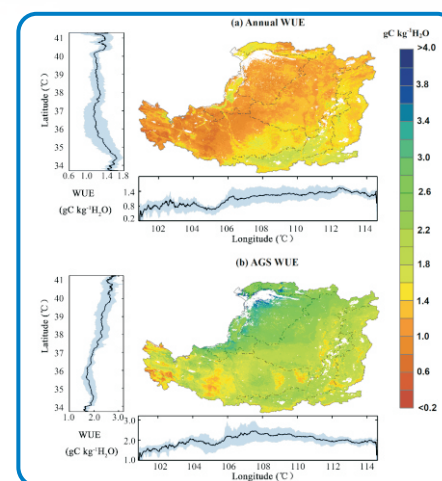 (a) Annual WUE
gC kg⁻¹H₂O
41
40
39
38
37
36
35
34
Latitude (℃)
0.6 1.0 1.4 1.8
WUE
(gC kg⁻¹H₂O)
1.4
0.8
0.2
102 104 106 108 110 112 114
Longitude (℃)
>4.0
4.0
3.4
3.0
2.6
2.2
1.8
1.4
1.0
0.6
<0.2
(b) AGS WUE
41
40
39
38
37
36
35
34
Latitude (℃)
1.0 2.0 3.0
WUE
(gC kg⁻¹H₂O)
3.0
2.0
1.0
102 104 106 108 110 112 114
Longitude (℃)